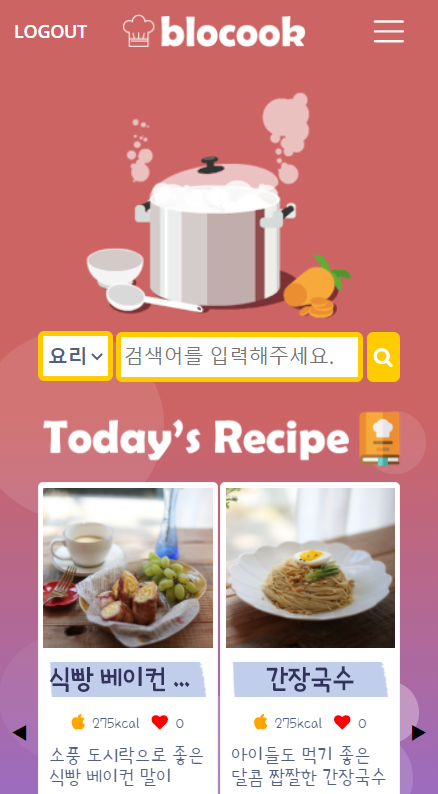 LOGOUT
blocook
요리
검색어를 입력해주세요.
Today's Recipe
식빵 베이컨 ...
275kcal 0
소풍 도시락으로 좋은
식빵 베이컨 말이
간장국수
275kcal 0
아이들도 먹기 좋은
달콤 짭짤한 간장국수